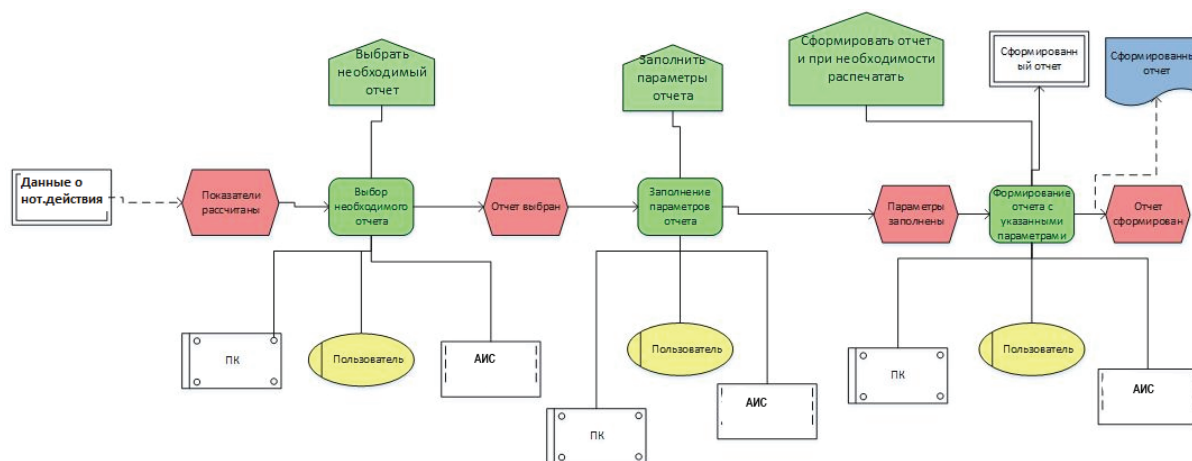 Выбрать
необходимый
отчет
Заполнить
параметры
отчета
Сформировать отчет
и при необходимости
распечатать
Сформированн
ый отчет
Сформированный
отчет
Данные о
нот.действия
Показатели
рассчитаны
Выбор
необходимого
отчета
Отчет выбран
Заполнение
параметров
отчета
Параметры
заполнены
Формирование
отчета с
указанными
параметрами
Отчет
сформирован
ПК
Пользователь
АИС
ПК
Пользователь
АИС
ПК
Пользователь
АИС